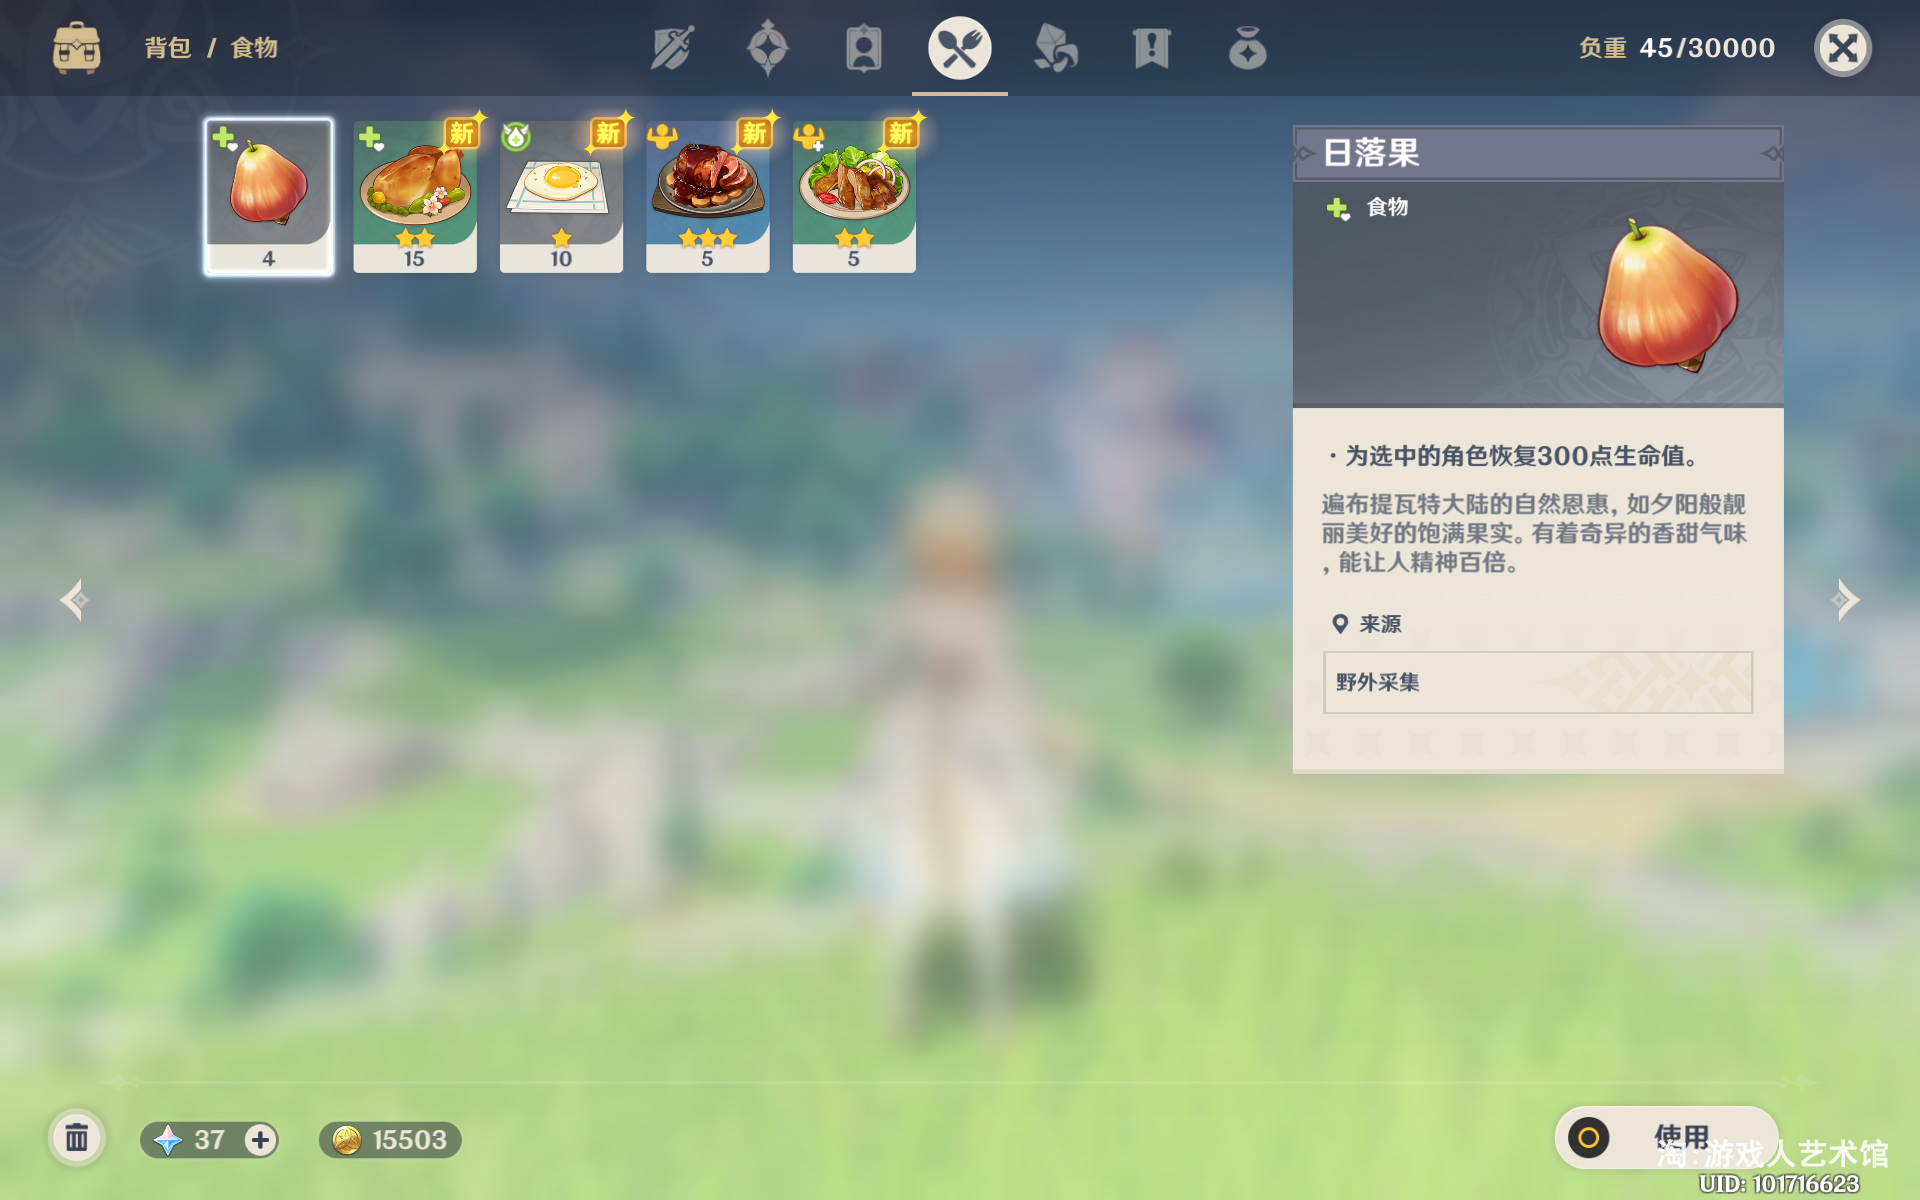 背包 / 食物
负重 45/30000
新
新
新
新
4
15
10
5
5
日落果
食物
·为选中的角色恢复300点生命值。
遍布提瓦特大陆的自然恩惠，如夕阳般靓
丽美好的饱满果实。有着奇异的香甜气味
，能让人精神百倍。
来源
野外采集
37
15503
使用
淘:游戏人艺术馆
UID: 101716623